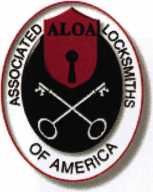 ALOA
ASSOCIATED
LOCKSMITHS
OF AMERICA